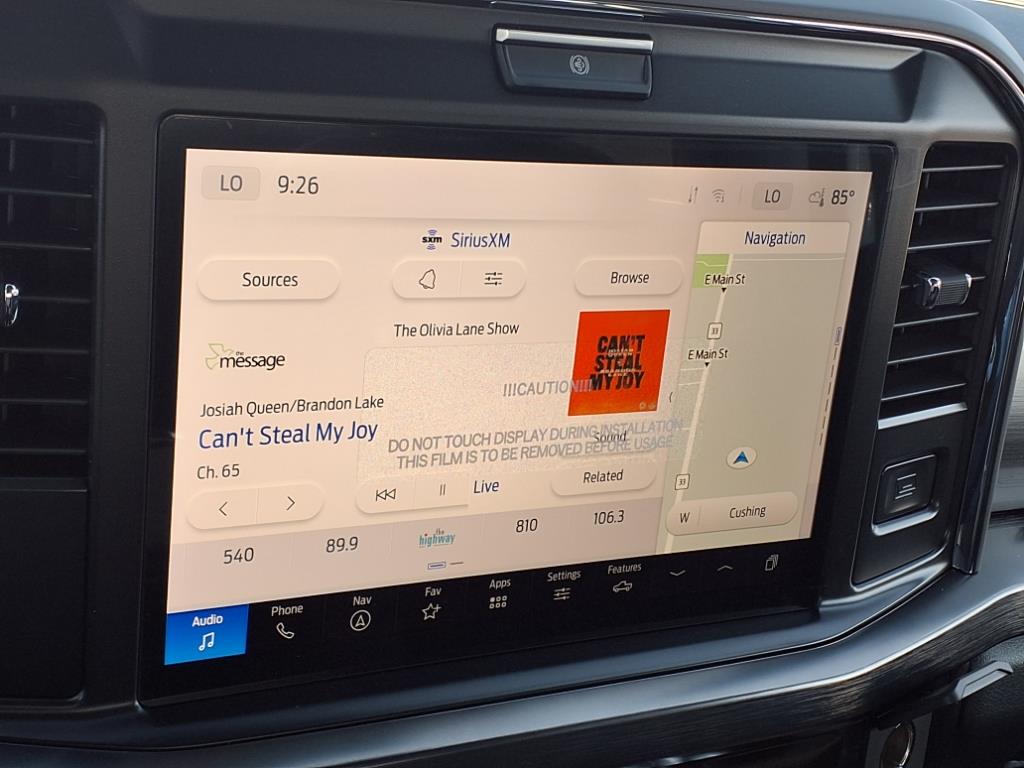 LO 9:26 LO 85°
sxm SiriusXM
Navigation
Sources
Browse
E Main St
33
The Olivia Lane Show
the message
CAN'T
STEAL
MY JOY
E Main St
!!!CAUTION!!!
Josiah Queen/Brandon Lake
Can't Steal My Joy
DO NOT TOUCH DISPLAY DURING INSTALLATION
THIS FILM IS TO BE REMOVED BEFORE USAGE
Sound
Ch. 65
Live
Related
33
W Cushing
540 89.9 the highway 810 106.3
Audio Phone Nav Fav Apps Settings Features